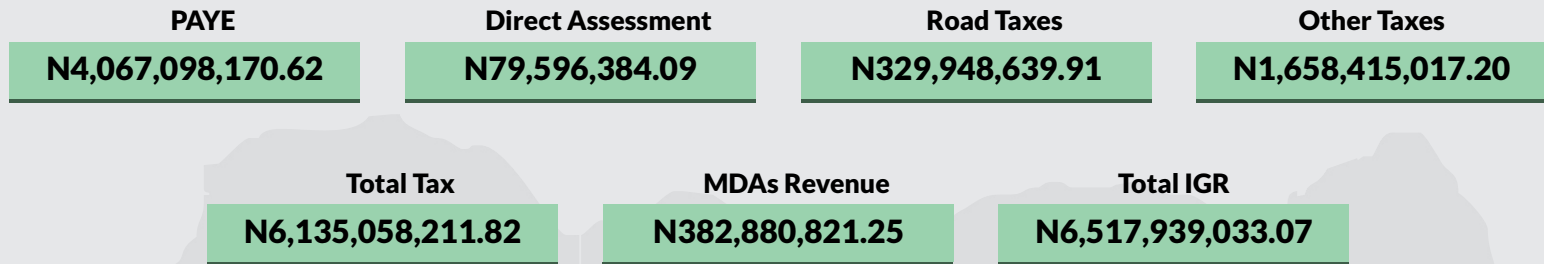 PAYE Direct Assessment Road Taxes Other Taxes
N4,067,098,170.62 N79,596,384.09 N329,948,639.91 N1,658,415,017.20
Total Tax MDAs Revenue Total IGR
N6,135,058,211.82 N382,880,821.25 N6,517,939,033.07